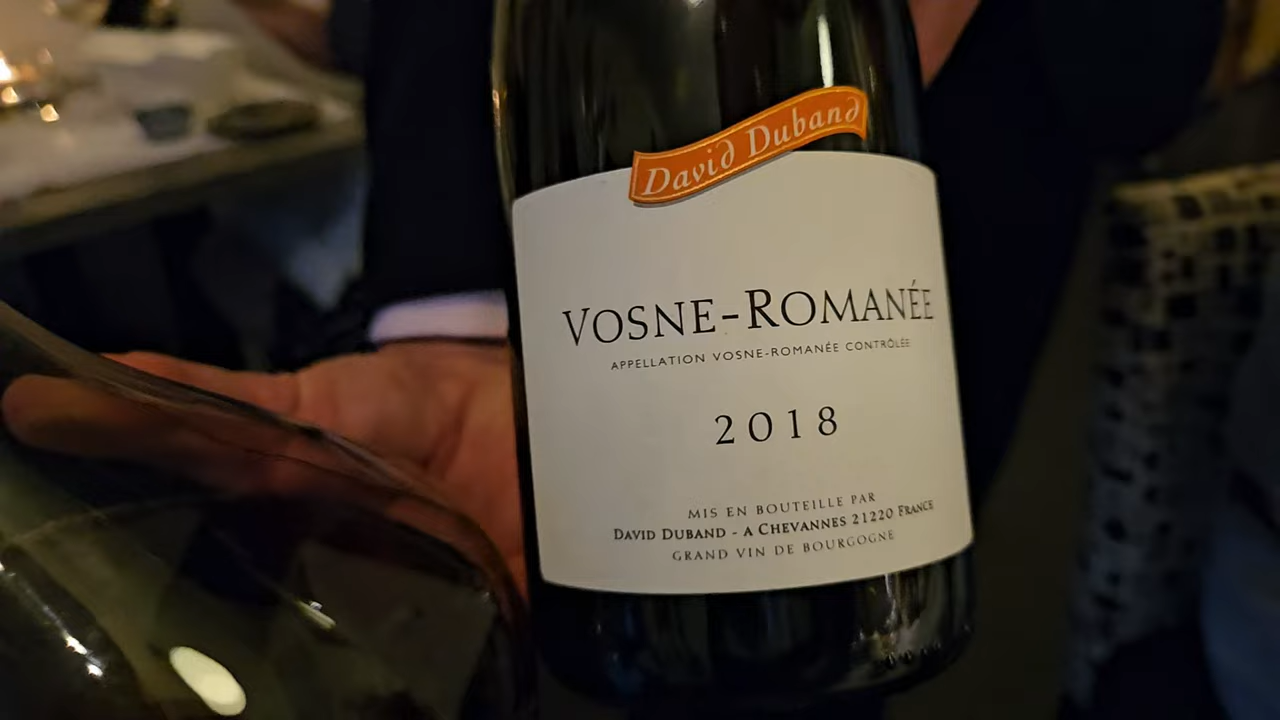 David Duband
VOSNE-ROMANÉE
APPELLATION VOSNE-ROMANÉE CONTRÔLÉE
2018
MIS EN BOUTEILLE PAR
DAVID DUBAND - A CHEVANNES 21220 FRANCE
GRAND VIN DE BOURGOGNE